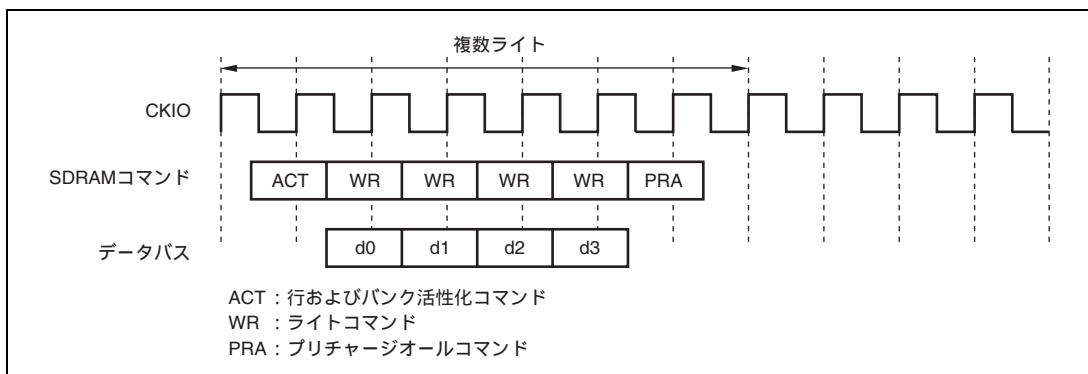 複数ライト
CKIO
SDRAMコマンド
ACT WR WR WR WR PRA
データバス
d0 d1 d2 d3
ACT : 行およびバンク活性化コマンド
WR : ライトコマンド
PRA : プリチャージオールコマンド